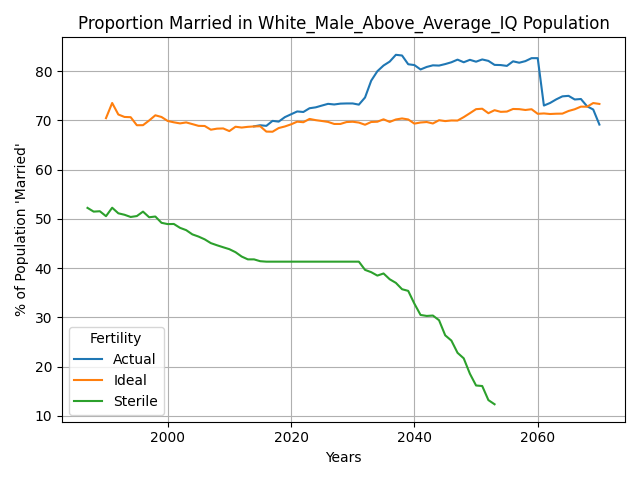 Proportion Married in White_Male_Above_Average_IQ Population
% of Population 'Married'
80
70
60
50
40
30
20
10
Fertility
Actual
Ideal
Sterile
2000
2020
2040
2060
Years